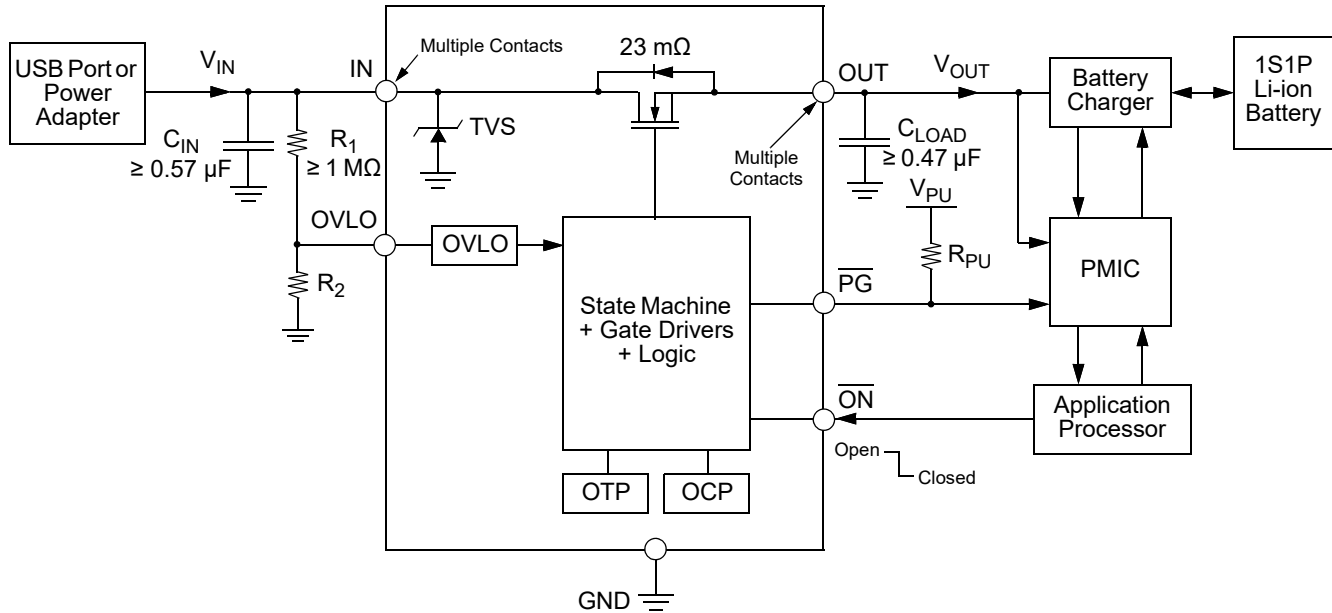 USB Port or
Power
Adapter
V_IN
C_IN
≥ 0.57 µF
R_1
≥ 1 MΩ
OVLO
R_2
IN
Multiple Contacts
TVS
23 mΩ
OVLO
State Machine
+ Gate Drivers
+ Logic
OTP
OCP
GND
OUT
Multiple
Contacts
V_OUT
C_LOAD
≥ 0.47 µF
V_PU
R_PU
P̅G̅
O̅N̅
Open
Closed
Battery
Charger
1S1P
Li-ion
Battery
PMIC
Application
Processor